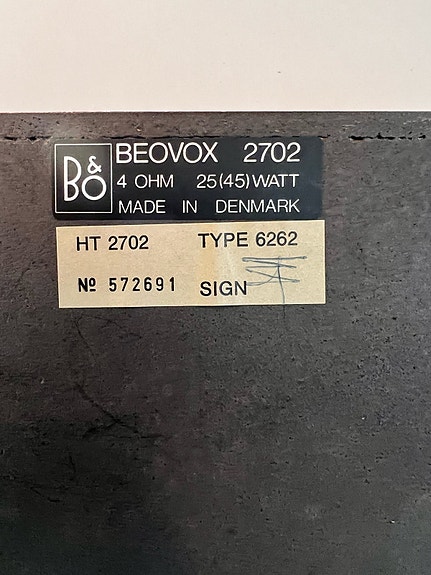 B&O
BEOVOX 2702
4 OHM 25(45)WATT
MADE IN DENMARK
HT 2702 TYPE 6262
Nº 572691 SIGN